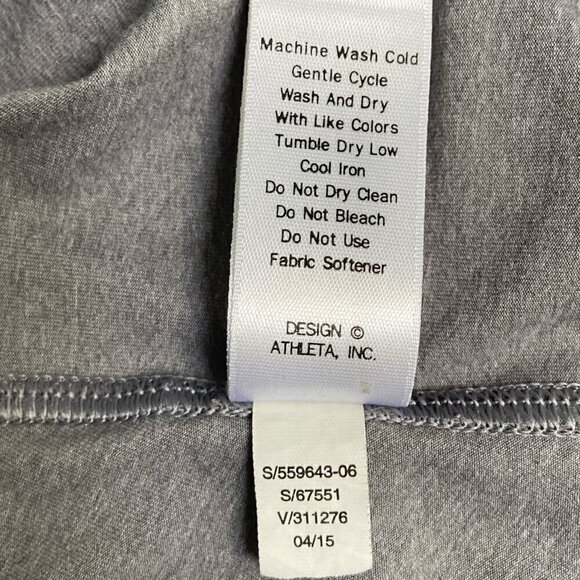 Machine Wash Cold
Gentle Cycle
Wash And Dry
With Like Colors
Tumble Dry Low
Cool Iron
Do Not Dry Clean
Do Not Bleach
Do Not Use
Fabric Softener
DESIGN ©
ATHLETA, INC.
S/559643-06
S/67551
V/311276
04/15